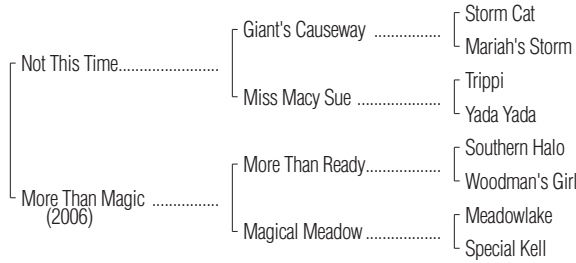 Storm Cat
Giant's Causeway ..................
Mariah's Storm
Not This Time.......................
Trippi
Miss Macy Sue ...................
Yada Yada
Southern Halo
More Than Ready.................
Woodman's Girl
More Than Magic ...............
(2006)
Meadowlake
Magical Meadow .................
Special Kell